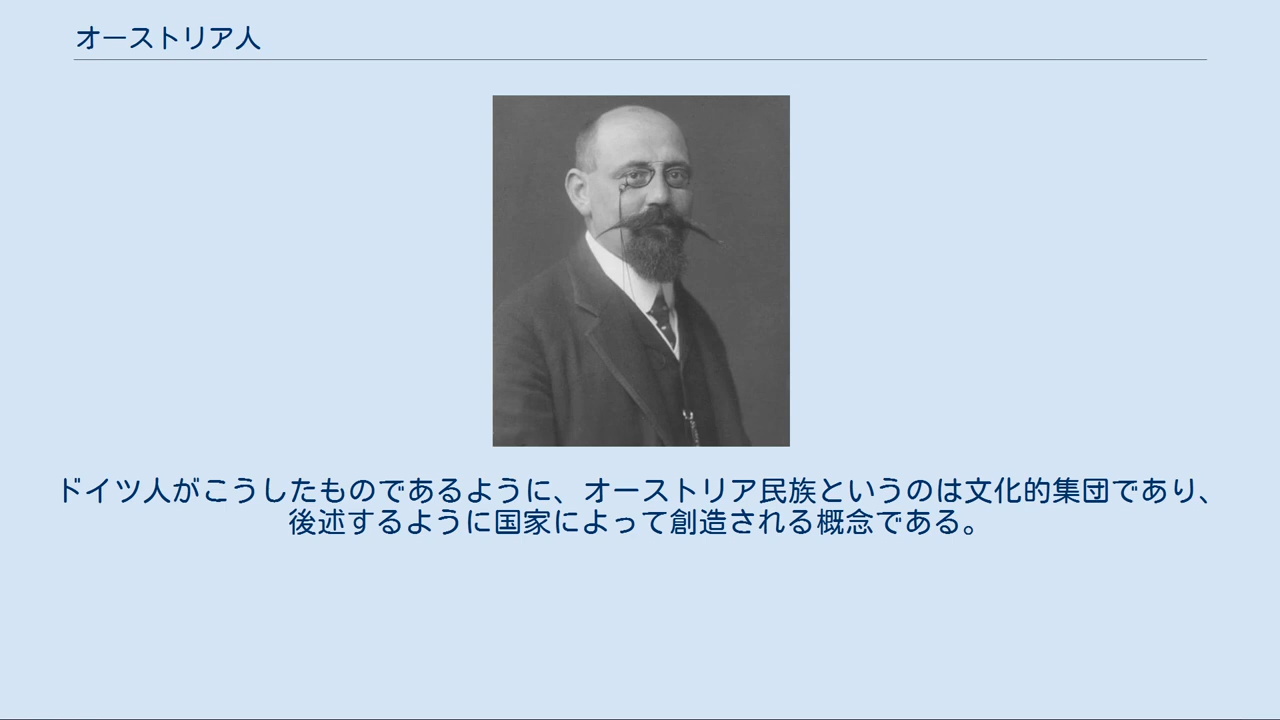 オーストリア人
ドイツ人がこうしたものであるように、オーストリア民族というのは文化的集団であり、
後述するように国家によって創造される概念である。